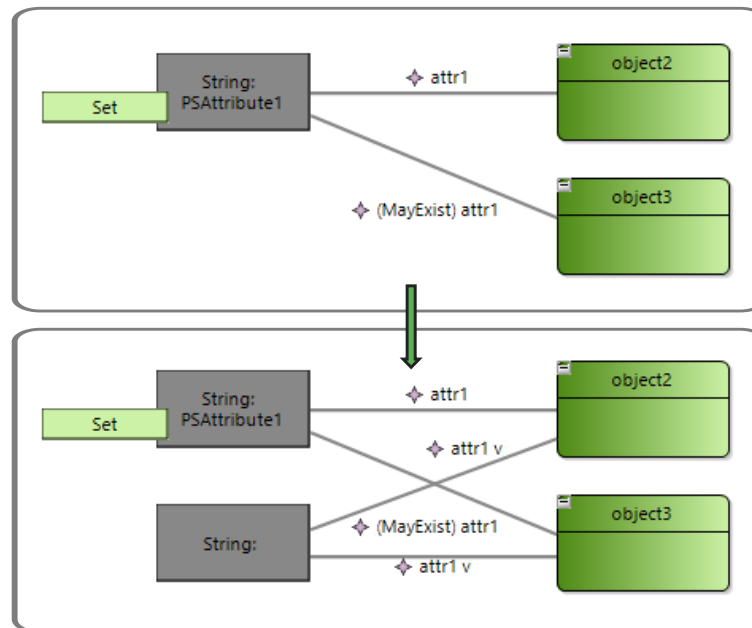 String:
PSAttribute1
Set
attr1
object2
(MayExist) attr1
object3
String:
PSAttribute1
Set
attr1
object2
attr1 v
String:
(MayExist) attr1
object3
attr1 v